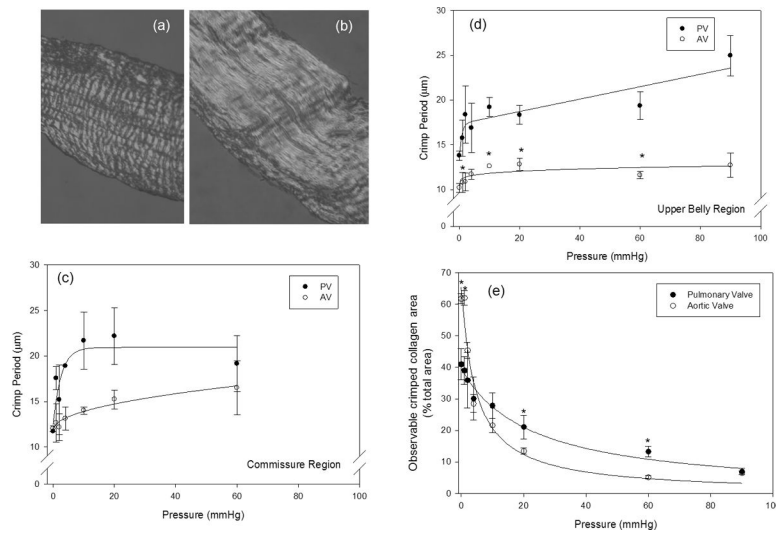 (a)
(b)
(c)
Crimp Period (μm)
30
25
20
15
10
0
PV
AV
Commissure Region
0 20 40 60 80 100
Pressure (mmHg)
(d)
Crimp Period (μm)
30
25
20
15
10
0
PV
AV
* * * *
Upper Belly Region
0 20 40 60 80 100
Pressure (mmHg)
(e)
Observable crimped collagen area
(% total area)
70
60
50
40
30
20
10
0
Pulmonary Valve
Aortic Valve
* * * *
0 20 40 60 80 100
Pressure (mmHg)